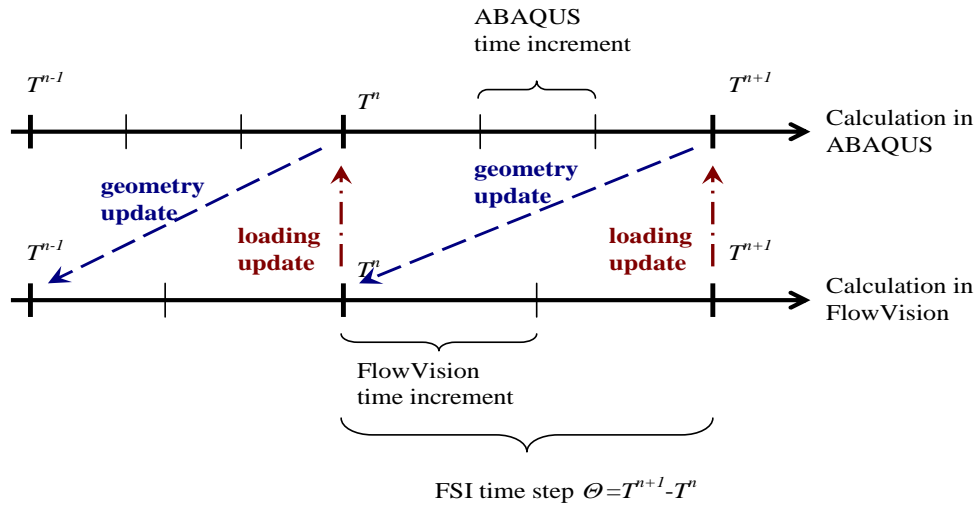 ABAQUS
time increment
T^{n-1}
T^n
T^{n+1}
Calculation in
ABAQUS
geometry
update
geometry
update
loading
update
loading
update
T^{n-1}
T^n
T^{n+1}
Calculation in
FlowVision
FlowVision
time increment
FSI time step Θ=T^{n+1}-T^n